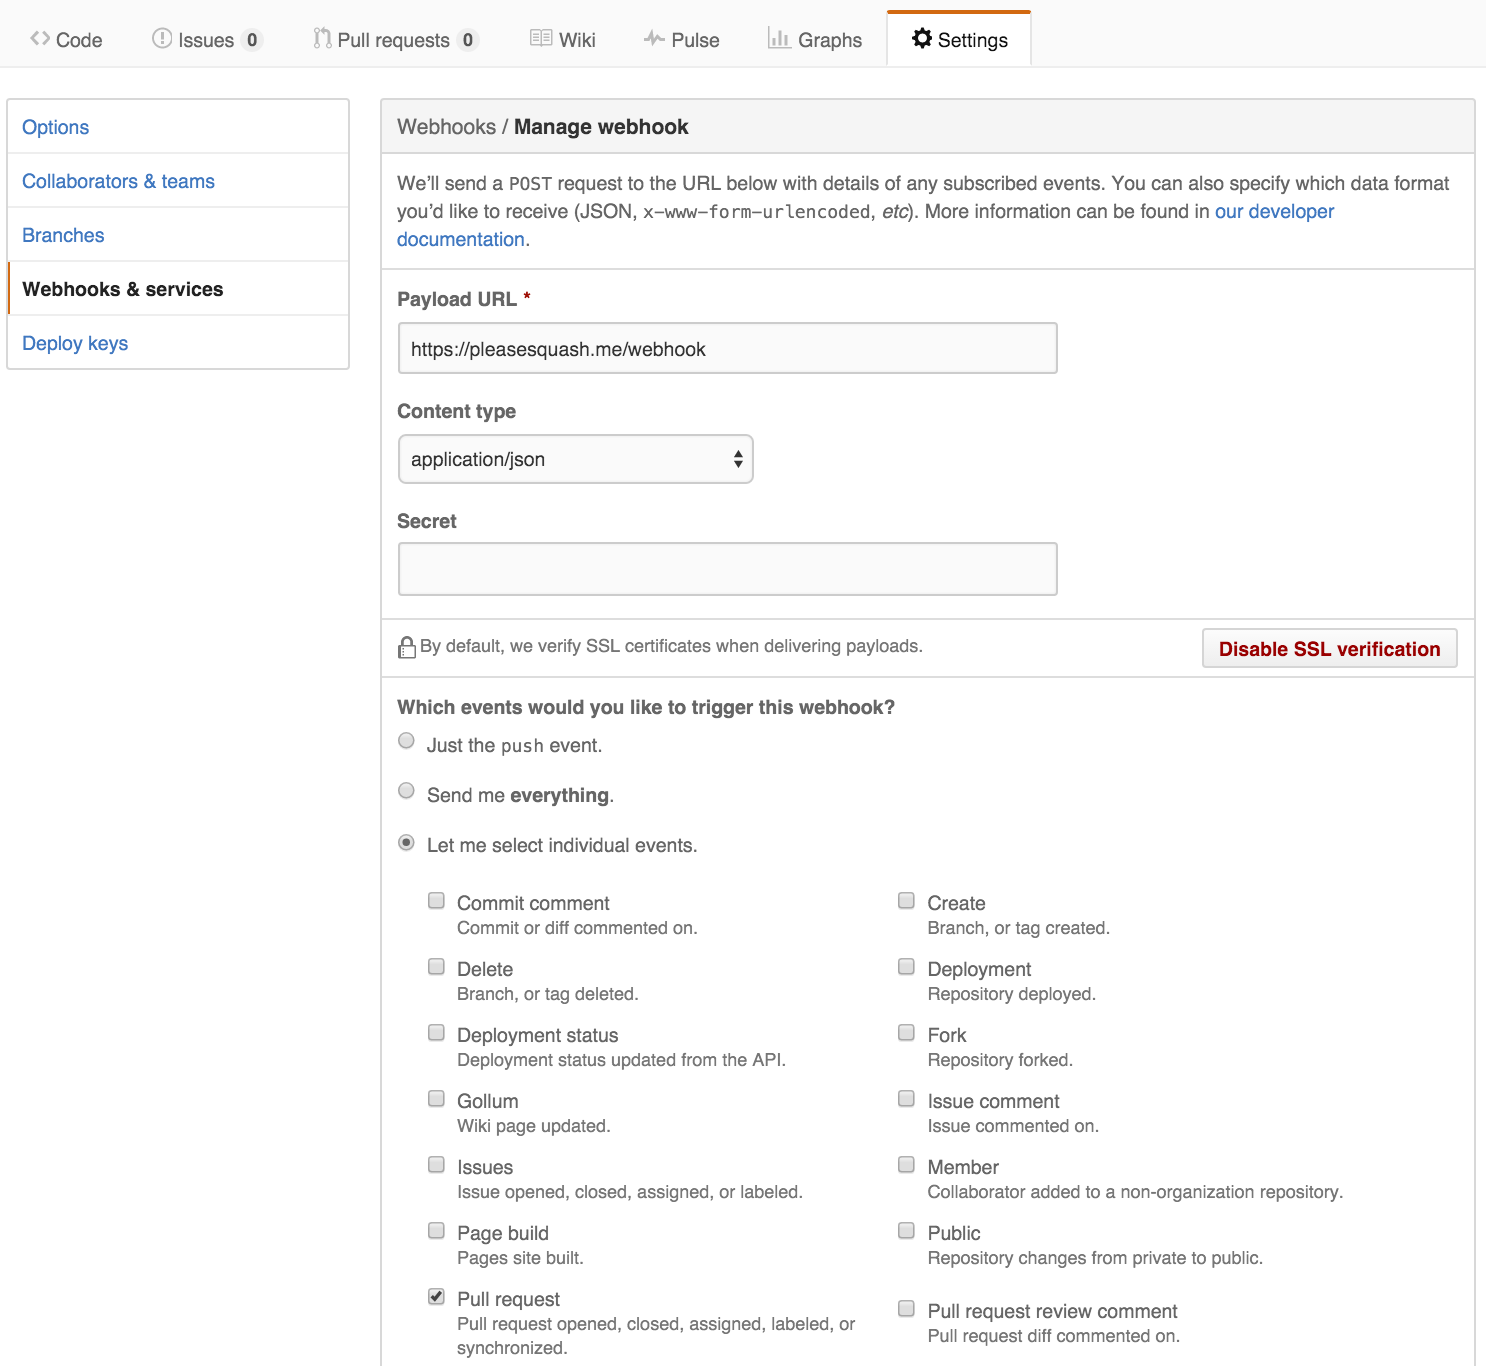 Code Issues 0 Pull requests 0 Wiki Pulse Graphs Settings
Options
Collaborators & teams
Branches
Webhooks & services
Deploy keys
Webhooks / Manage webhook
We’ll send a POST request to the URL below with details of any subscribed events. You can also specify which data format
you’d like to receive (JSON, x-www-form-urlencoded, etc). More information can be found in our developer
documentation.
Payload URL *
https://pleasesquash.me/webhook
Content type
application/json
Secret
By default, we verify SSL certificates when delivering payloads.
Disable SSL verification
Which events would you like to trigger this webhook?
Just the push event.
Send me everything.
Let me select individual events.
Commit comment
Commit or diff commented on.
Create
Branch, or tag created.
Delete
Branch, or tag deleted.
Deployment
Repository deployed.
Deployment status
Deployment status updated from the API.
Fork
Repository forked.
Gollum
Wiki page updated.
Issue comment
Issue commented on.
Issues
Issue opened, closed, assigned, or labeled.
Member
Collaborator added to a non-organization repository.
Page build
Pages site built.
Public
Repository changes from private to public.
Pull request
Pull request opened, closed, assigned, labeled, or
synchronized.
Pull request review comment
Pull request diff commented on.